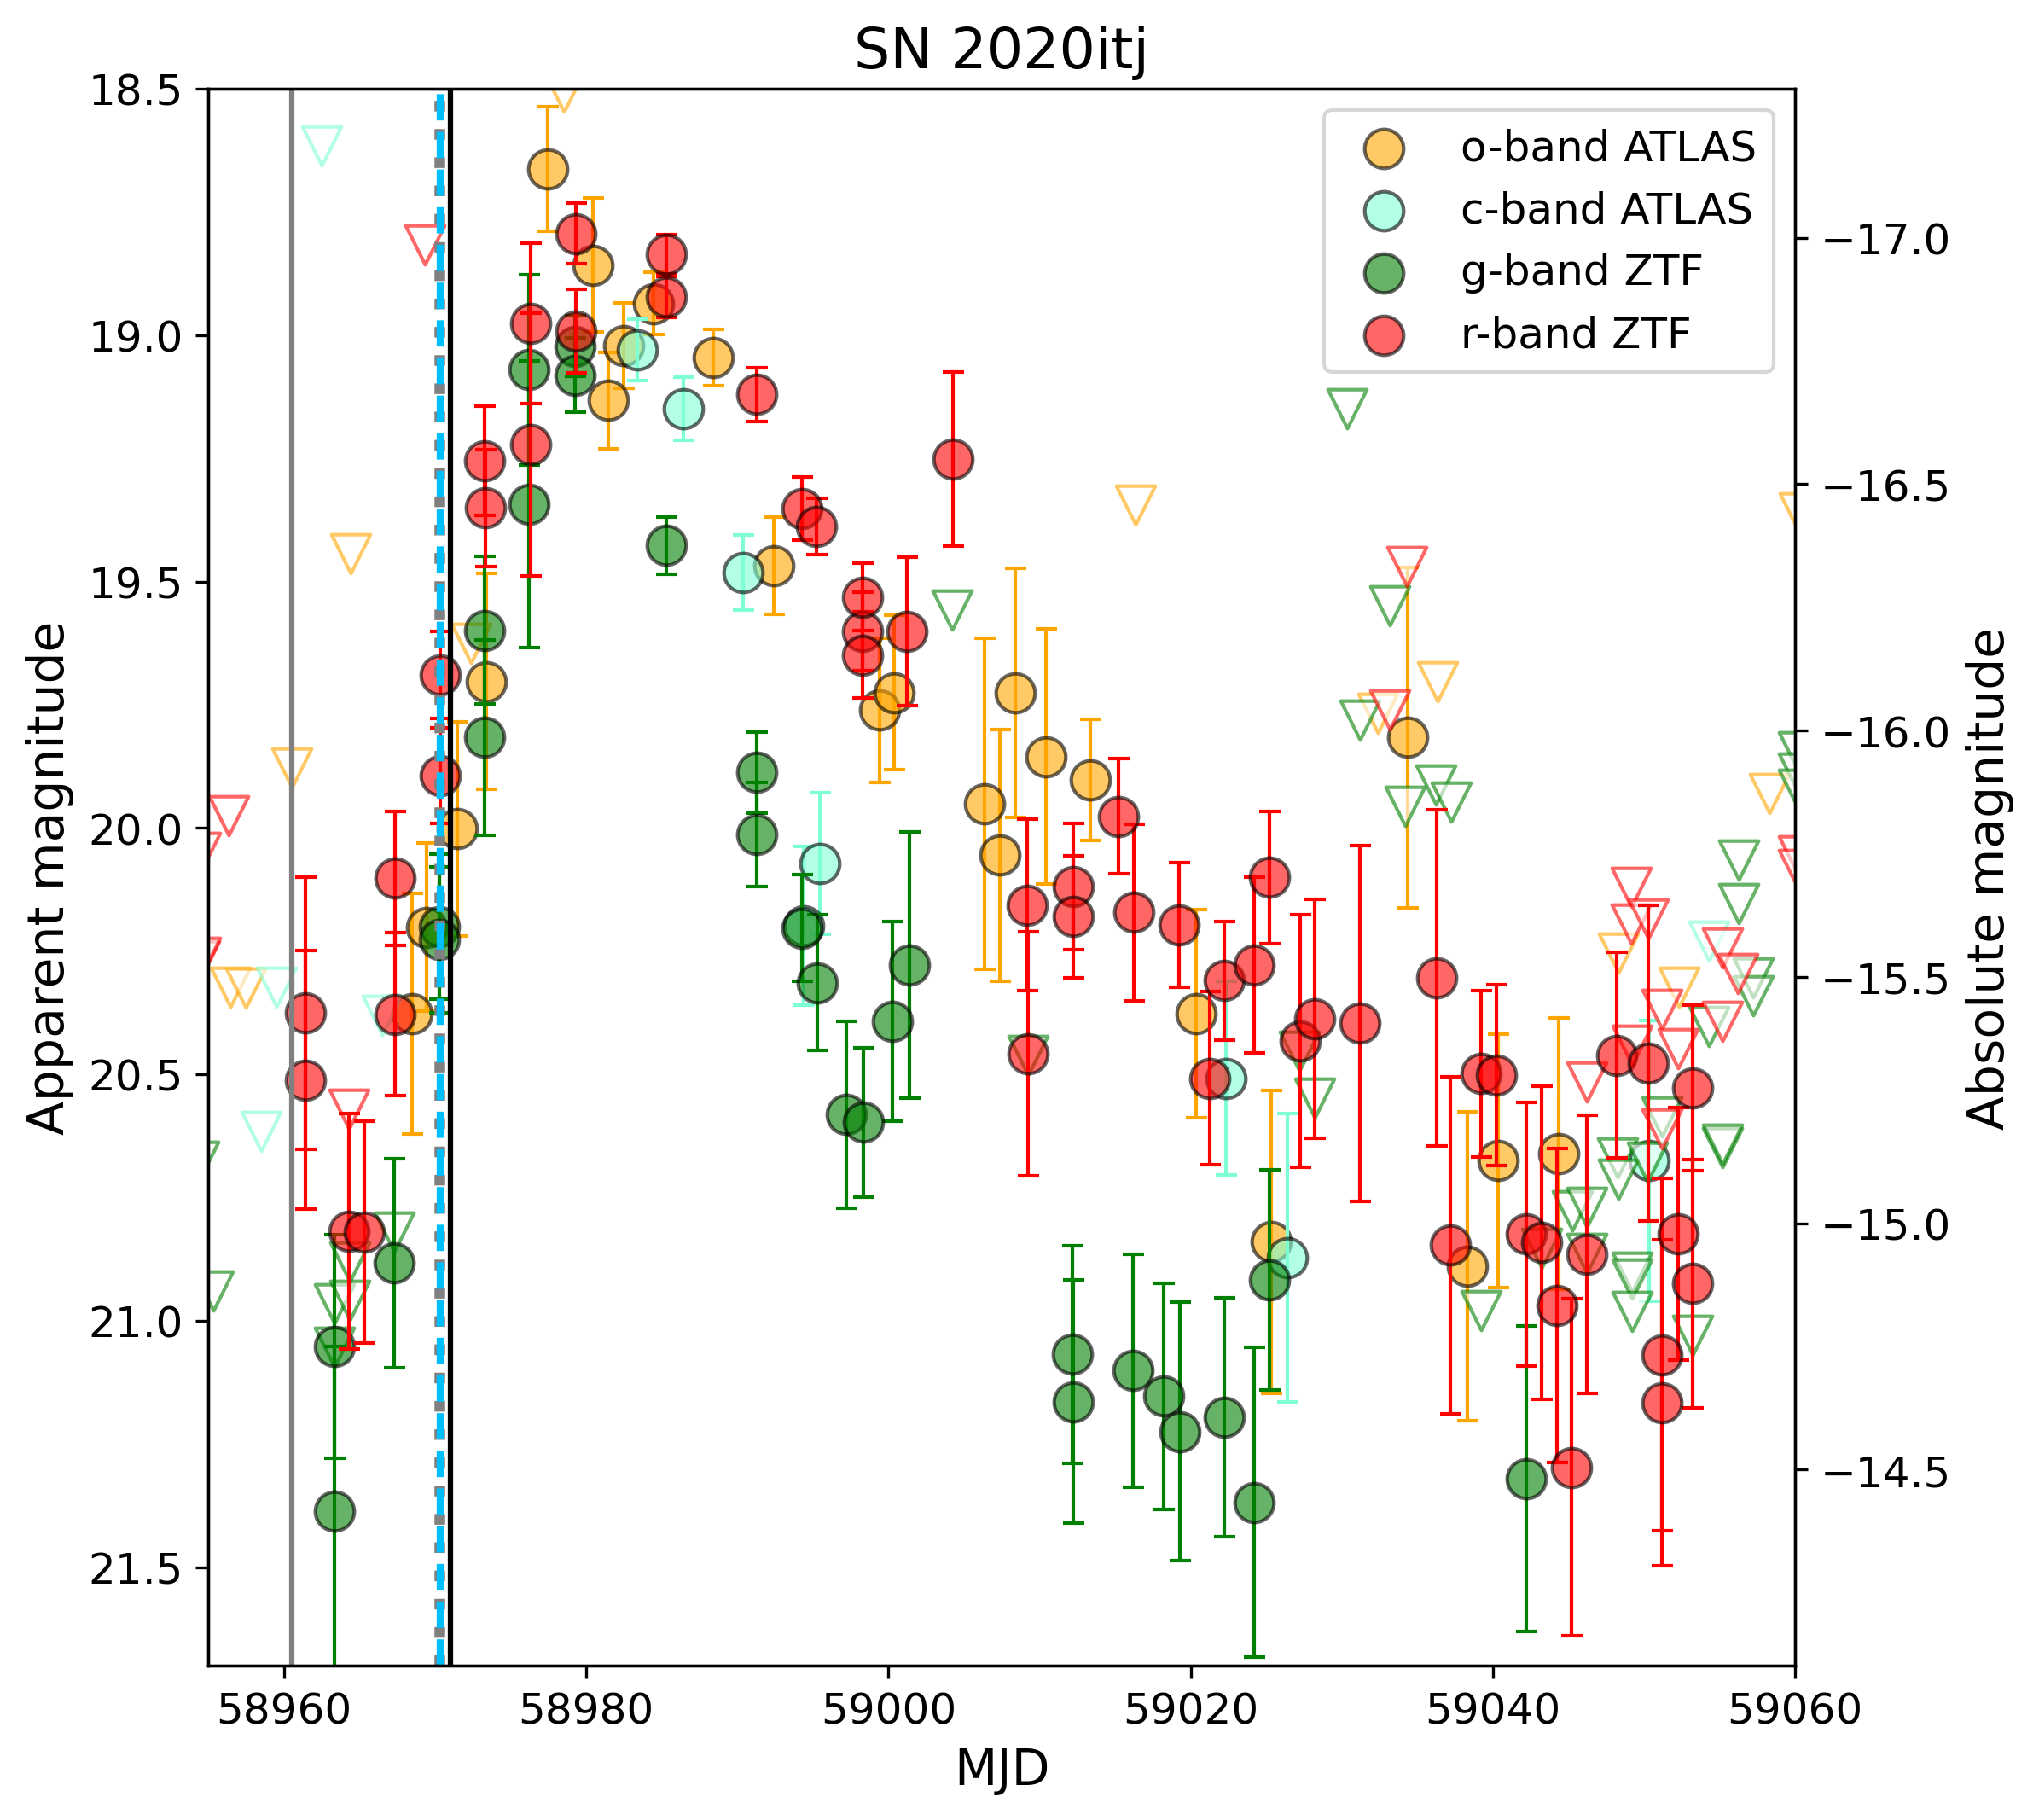 SN 2020itj
18.5
19.0
19.5
20.0
20.5
21.0
21.5
Apparent magnitude
o-band ATLAS
c-band ATLAS
g-band ZTF
r-band ZTF
−17.0
−16.5
−16.0
−15.5
−15.0
−14.5
Absolute magnitude
58960 58980 59000 59020 59040 59060
MJD